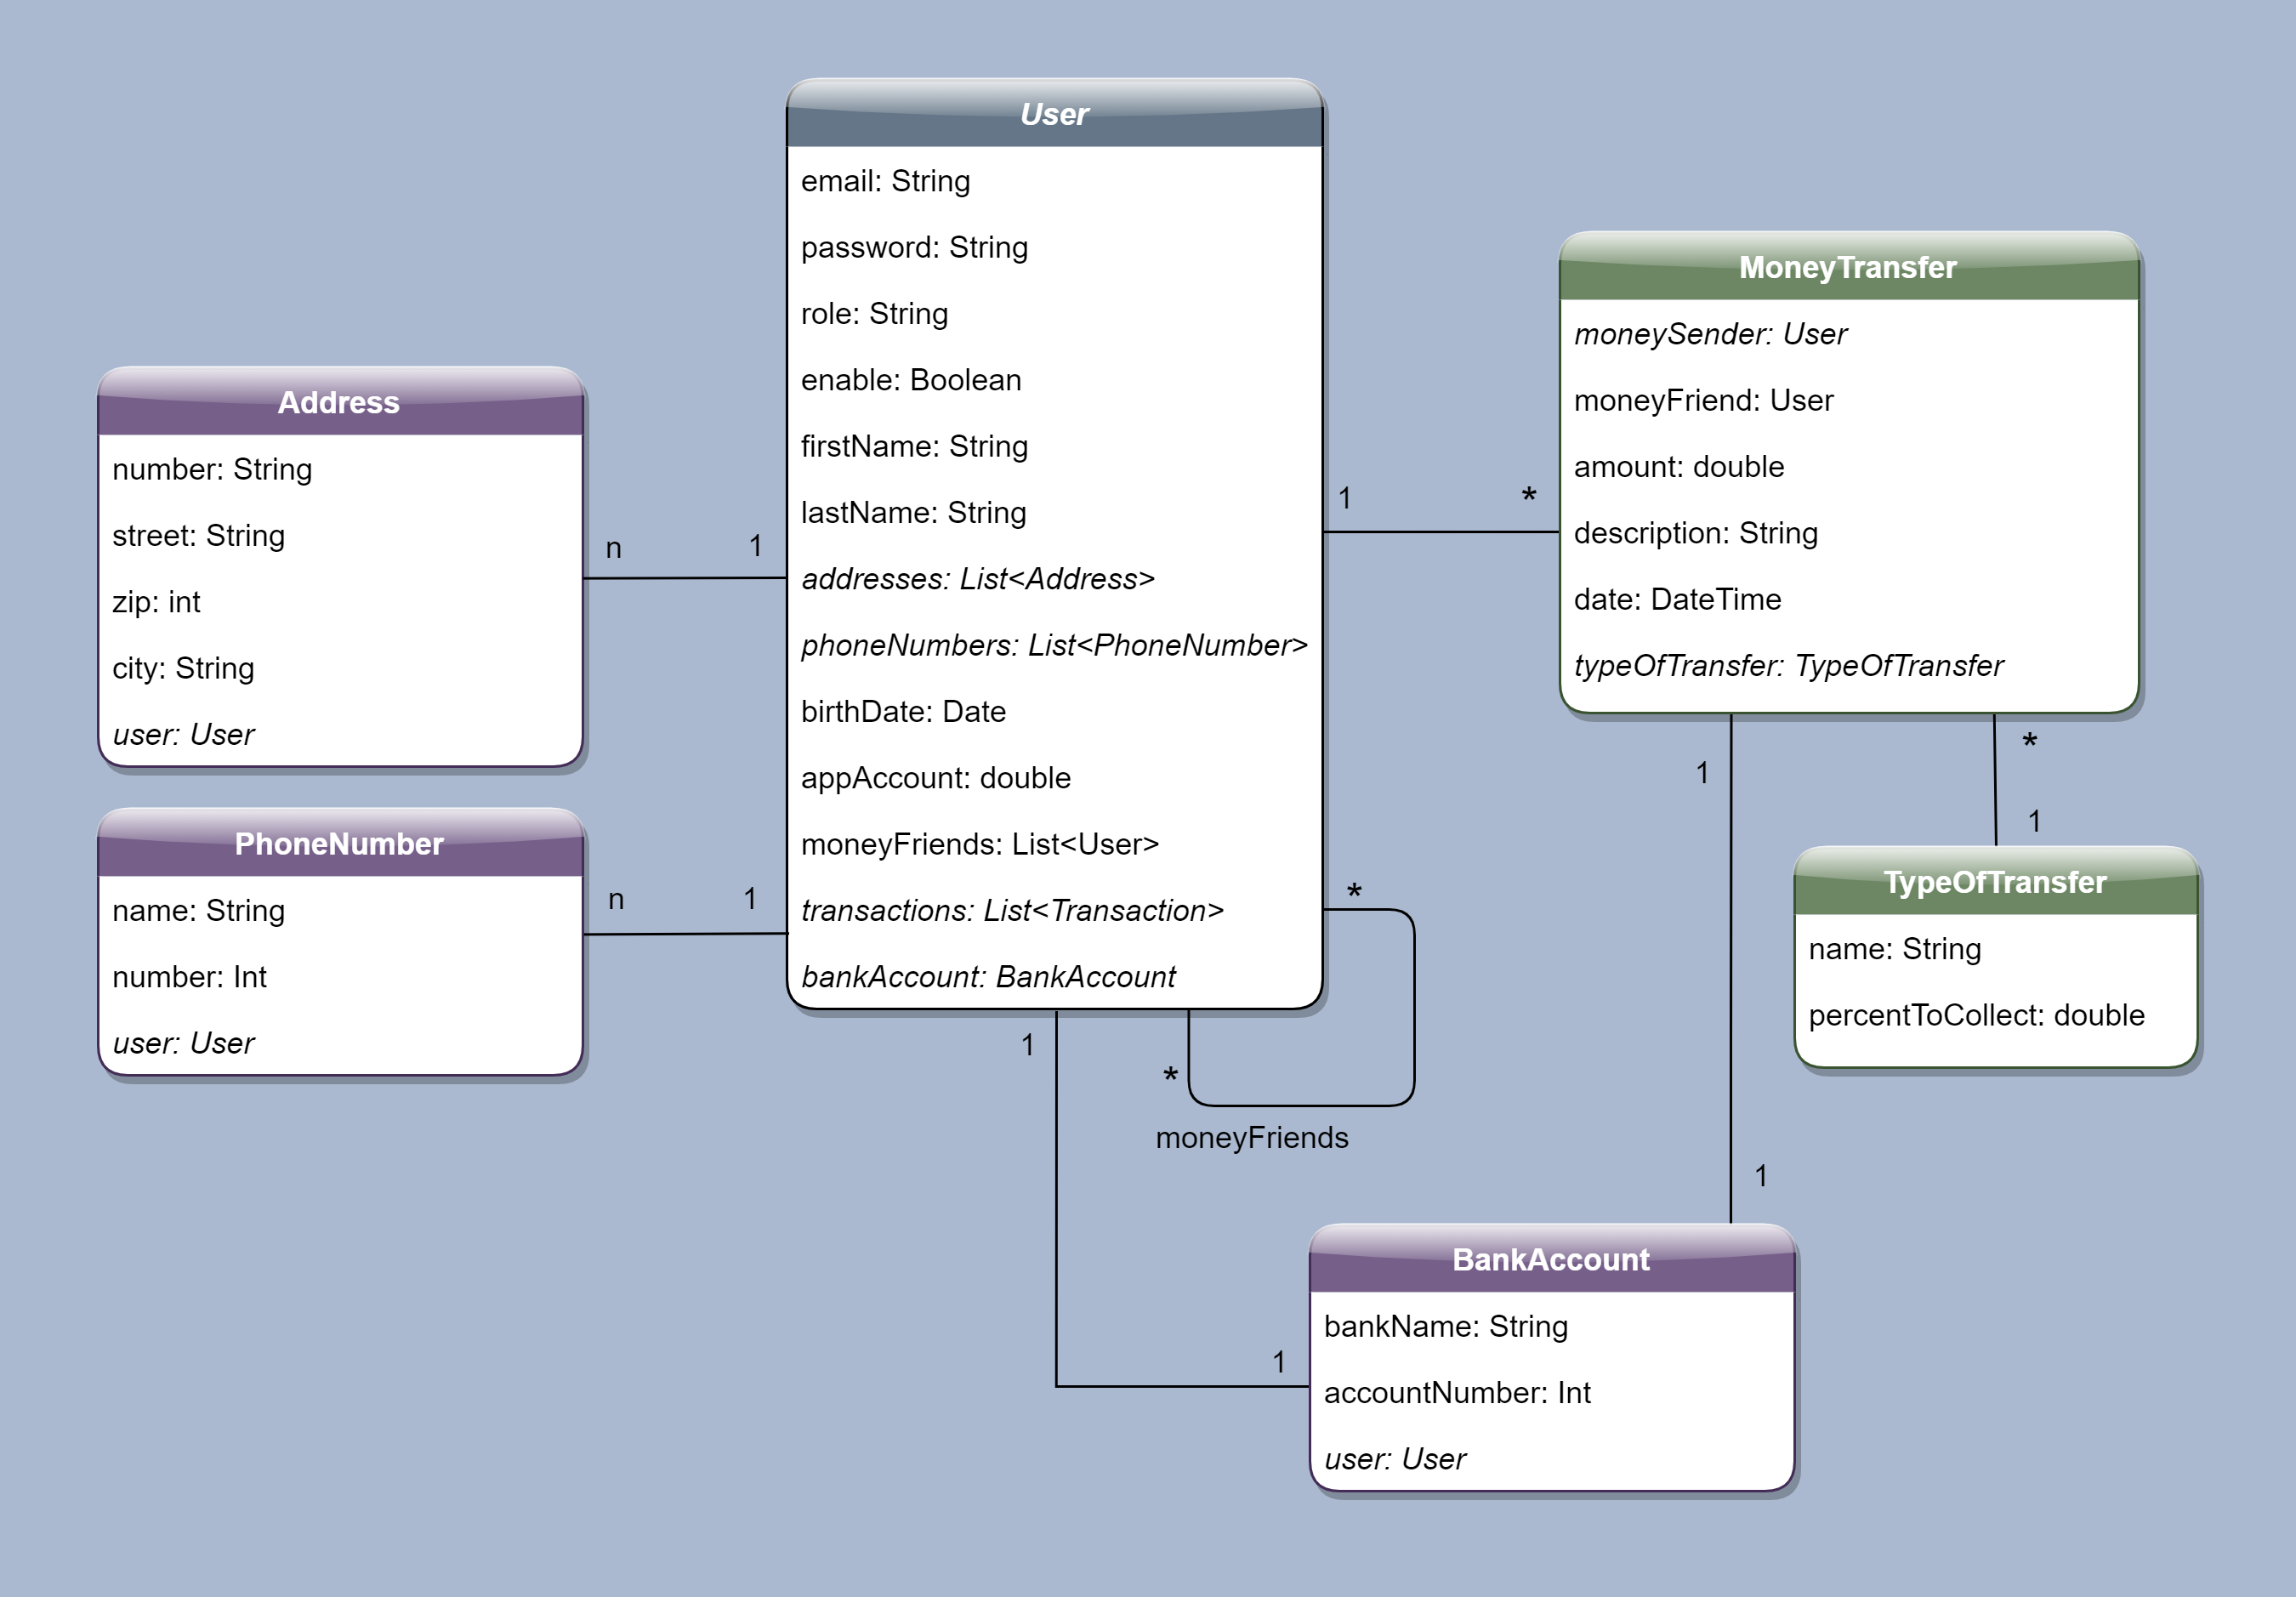 User
email: String
password: String
role: String
enable: Boolean
firstName: String
lastName: String
addresses: List<Address>
phoneNumbers: List<PhoneNumber>
birthDate: Date
appAccount: double
moneyFriends: List<User>
transactions: List<Transaction>
bankAccount: BankAccount
MoneyTransfer
moneySender: User
moneyFriend: User
amount: double
description: String
date: DateTime
typeOfTransfer: TypeOfTransfer
Address
number: String
street: String
zip: int
city: String
user: User
n
1
1
*
PhoneNumber
name: String
number: Int
user: User
n
1
*
*
moneyFriends
1
1
1
1
*
1
TypeOfTransfer
name: String
percentToCollect: double
BankAccount
bankName: String
accountNumber: Int
user: User